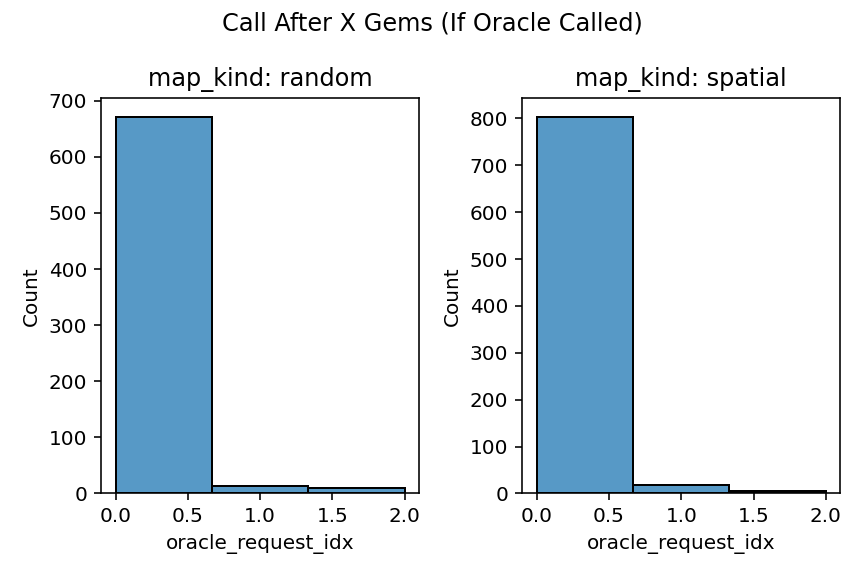 Call After X Gems (If Oracle Called)
map_kind: random
700
600
500
400
300
200
100
0
Count
0.0 0.5 1.0 1.5 2.0
oracle_request_idx
map_kind: spatial
800
700
600
500
400
300
200
100
0
Count
0.0 0.5 1.0 1.5 2.0
oracle_request_idx